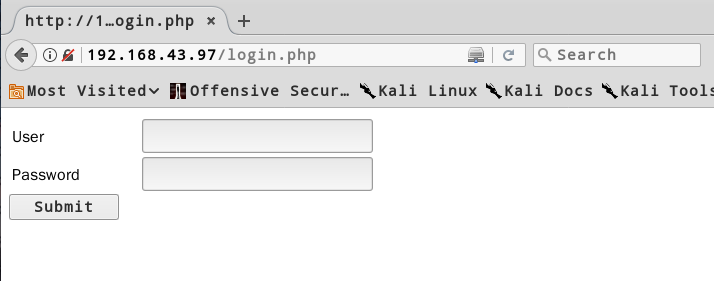 http://1…ogin.php × +
192.168.43.97/login.php Search
Most Visited Offensive Secur… Kali Linux Kali Docs Kali Tools
User
Password
Submit